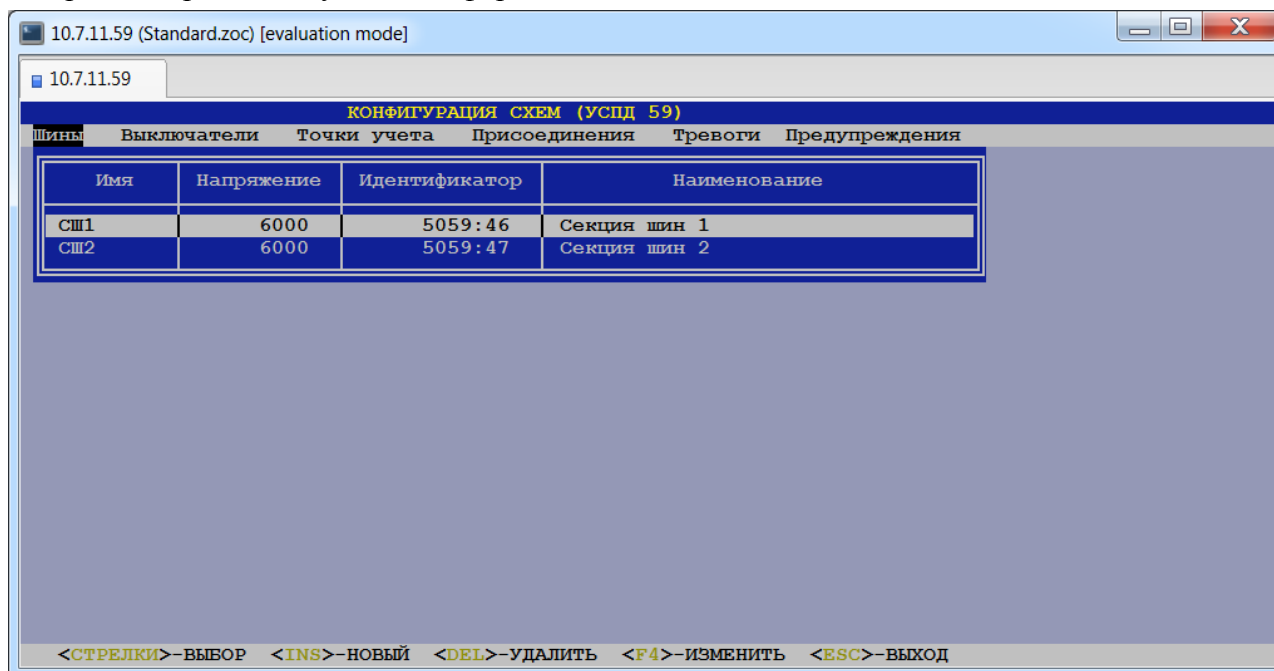 10.7.11.59 (Standard.zoc) [evaluation mode]
10.7.11.59
КОНФИГУРАЦИЯ СХЕМ (УСПД 59)
Шины Выключатели Точки учета Присоединения Тревоги Предупреждения
Имя Напряжение Идентификатор Наименование
СШ1 6000 5059:46 Секция шин 1
СШ2 6000 5059:47 Секция шин 2
<СТРЕЛКИ>-ВЫБОР <INS>-НОВЫЙ <DEL>-УДАЛИТЬ <F4>-ИЗМЕНИТЬ <ESC>-ВЫХОД